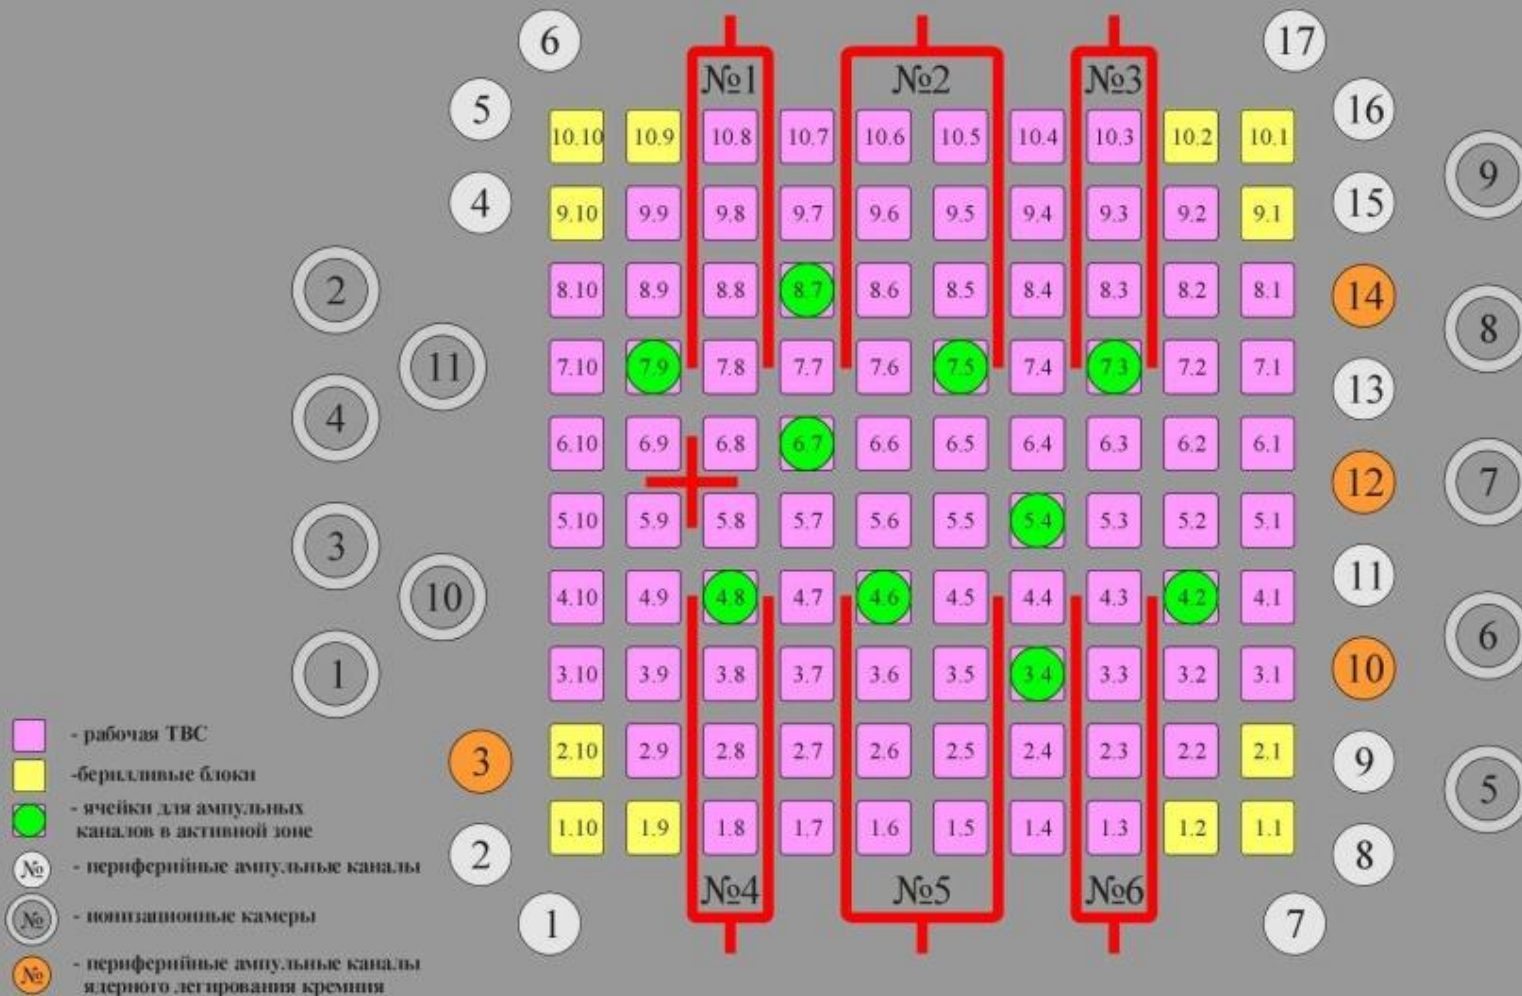 6 17
№1 №2 №3
5 16
10.10 10.9 10.8 10.7 10.6 10.5 10.4 10.3 10.2 10.1
9
4 15
9.10 9.9 9.8 9.7 9.6 9.5 9.4 9.3 9.2 9.1
2 8.10 8.9 8.8 8.7 8.6 8.5 8.4 8.3 8.2 8.1 14
8
11 7.10 7.9 7.8 7.7 7.6 7.5 7.4 7.3 7.2 7.1 13
4
6.10 6.9 6.8 6.7 6.6 6.5 6.4 6.3 6.2 6.1
12 7
5.10 5.9 5.8 5.7 5.6 5.5 5.4 5.3 5.2 5.1
3
11
10 4.10 4.9 4.8 4.7 4.6 4.5 4.4 4.3 4.2 4.1
6
1 3.10 3.9 3.8 3.7 3.6 3.5 3.4 3.3 3.2 3.1 10
- рабочая ТВС
3 2.10 2.9 2.8 2.7 2.6 2.5 2.4 2.3 2.2 2.1 9
-берилливые блоки
5
- ячейки для ампульных
каналов в активной зоне
1.10 1.9 1.8 1.7 1.6 1.5 1.4 1.3 1.2 1.1
2 8
№ - периферийные ампульные каналы
№4 №5 №6
№ - ионизационные камеры
1 7
№ - периферийные ампульные каналы
ядерного легирования кремния